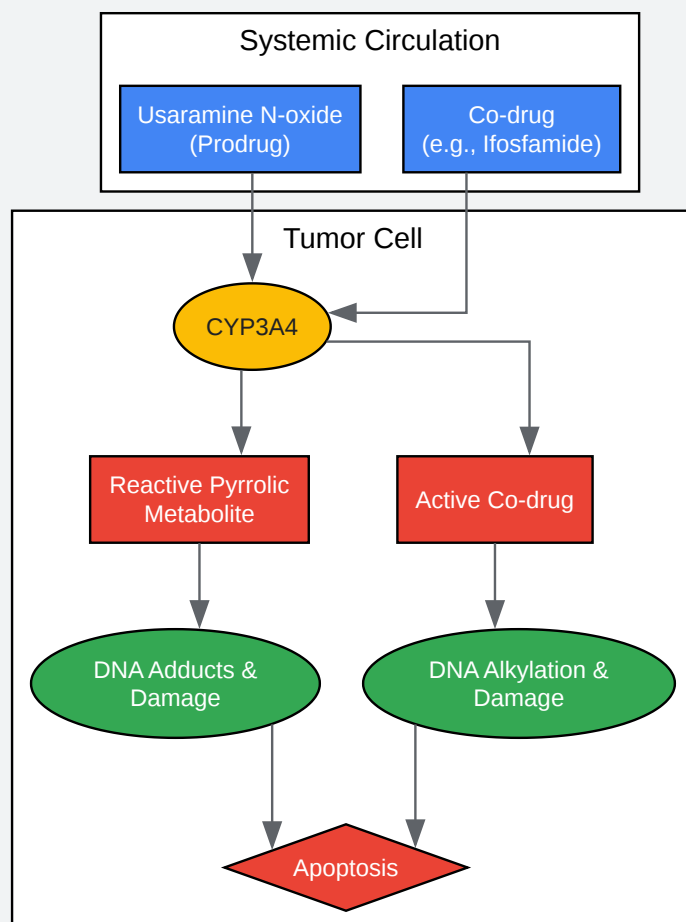 Systemic Circulation
Usaramine N-oxide
(Prodrug)
Co-drug
(e.g., Ifosfamide)
Tumor Cell
CYP3A4
Reactive Pyrrolic
Metabolite
Active Co-drug
DNA Adducts &
Damage
DNA Alkylation &
Damage
Apoptosis